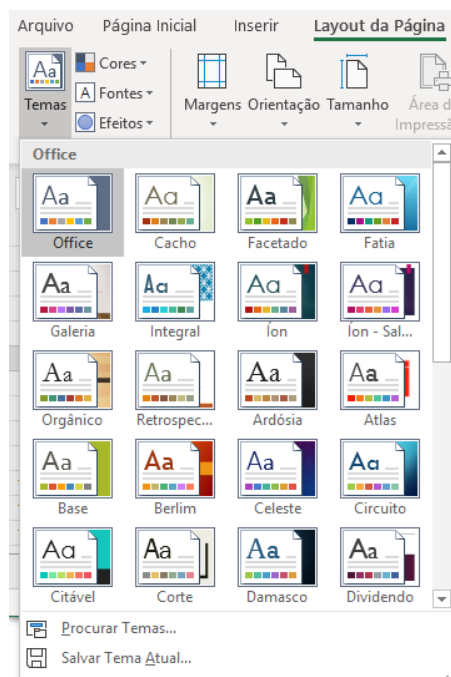 Arquivo Página Inicial Inserir Layout da Página
Aa Cores
Temas Fontes
Efeitos
Margens Orientação Tamanho Área d
Impressã
Office
Aa Aa Aa Aa
Office Cacho Facetado Fatia
Aa Aa Aa Aa
Galeria Integral Íon Íon - Sal...
Aa Aa Aa Aa
Orgânico Retrospec... Ardósia Atlas
Aa Aa Aa Aa
Base Berlim Celeste Circuito
Aa Aa Aa Aa
Citável Corte Damasco Dividendo
Procurar Temas...
Salvar Tema Atual...